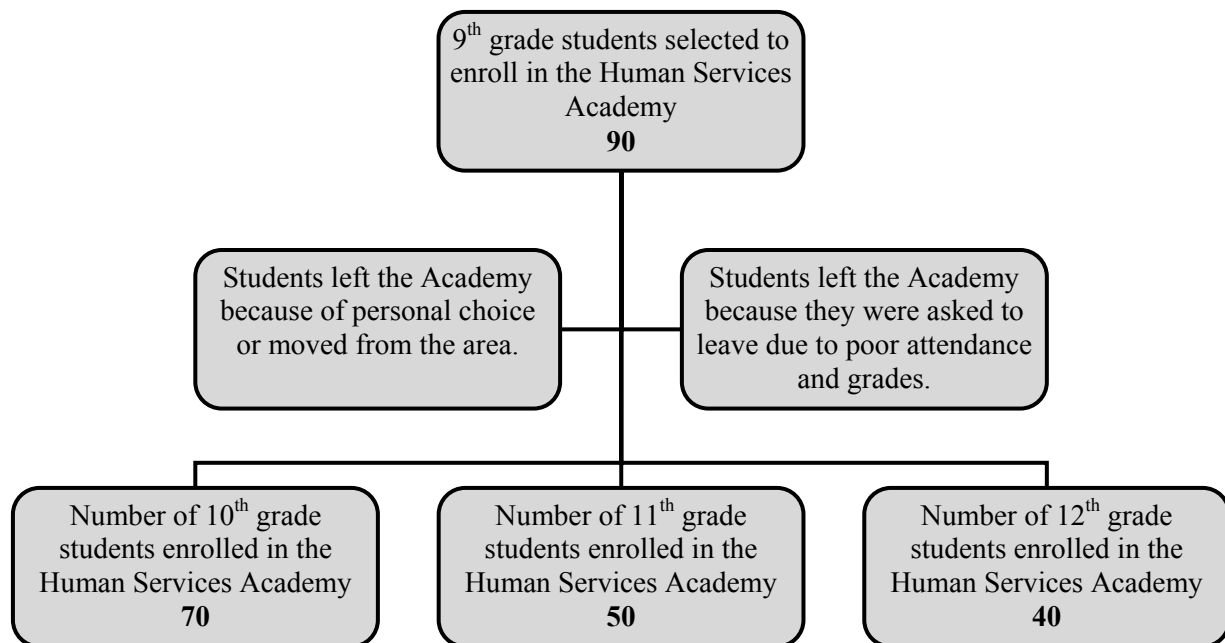 9th grade students selected to
enroll in the Human Services
Academy
90
Students left the Academy
because of personal choice
or moved from the area.
Students left the Academy
because they were asked to
leave due to poor attendance
and grades.
Number of 10th grade
students enrolled in the
Human Services Academy
70
Number of 11th grade
students enrolled in the
Human Services Academy
50
Number of 12th grade
students enrolled in the
Human Services Academy
40